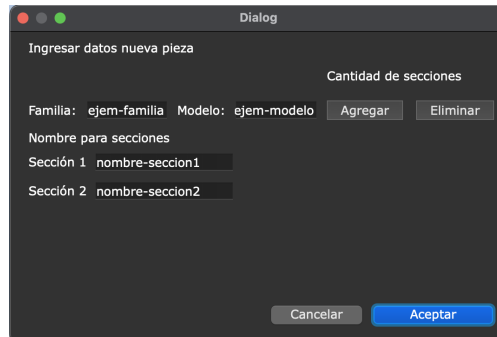 Dialog
Ingresar datos nueva pieza
Cantidad de secciones
Familia: ejem-familia Modelo: ejem-modelo Agregar Eliminar
Nombre para secciones
Sección 1 nombre-seccion1
Sección 2 nombre-seccion2
Cancelar Aceptar